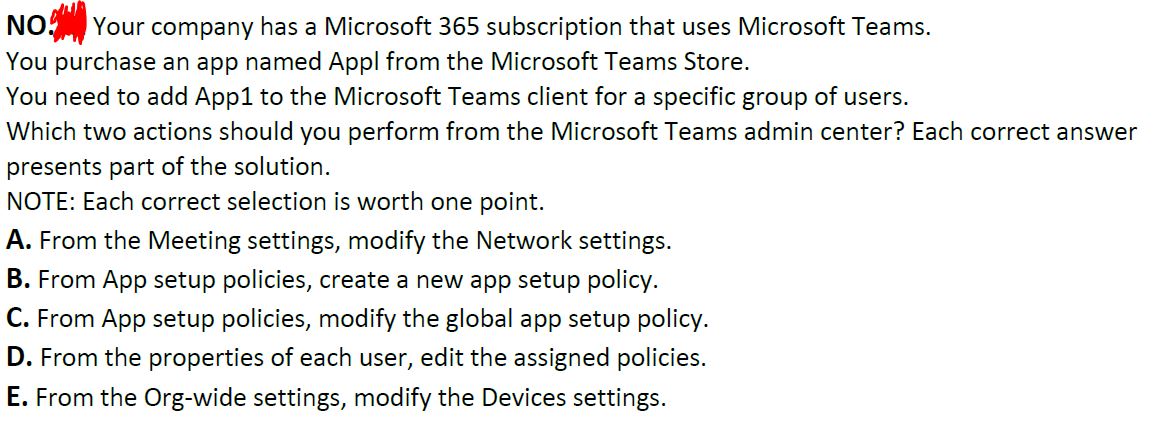 NO. Your company has a Microsoft 365 subscription that uses Microsoft Teams.
You purchase an app named Appl from the Microsoft Teams Store.
You need to add App1 to the Microsoft Teams client for a specific group of users.
Which two actions should you perform from the Microsoft Teams admin center? Each correct answer
presents part of the solution.
NOTE: Each correct selection is worth one point.
A. From the Meeting settings, modify the Network settings.
B. From App setup policies, create a new app setup policy.
C. From App setup policies, modify the global app setup policy.
D. From the properties of each user, edit the assigned policies.
E. From the Org-wide settings, modify the Devices settings.